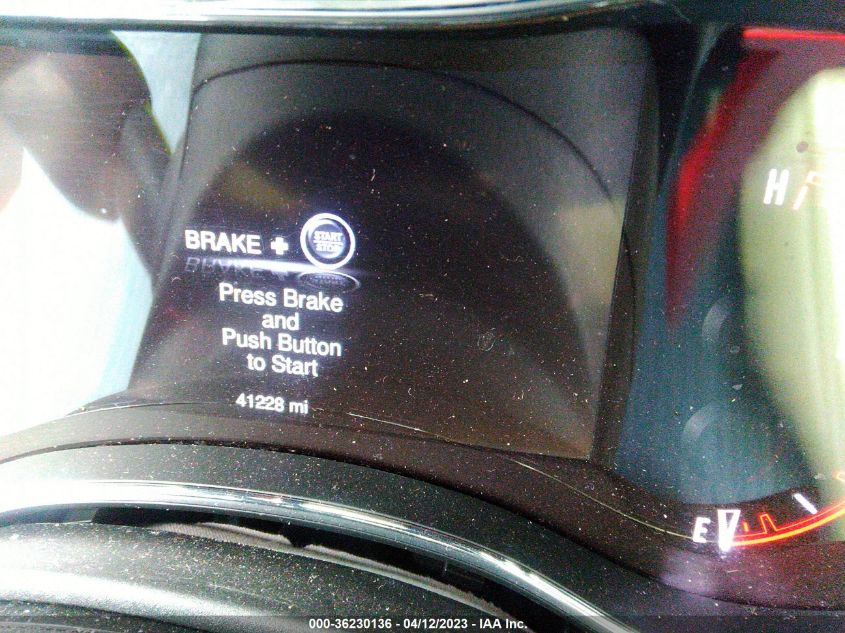 H
BRAKE + START STOP
Press Brake
and
Push Button
to Start
41228 mi
E
000-36230136 - 04/12/2023 - IAA Inc.